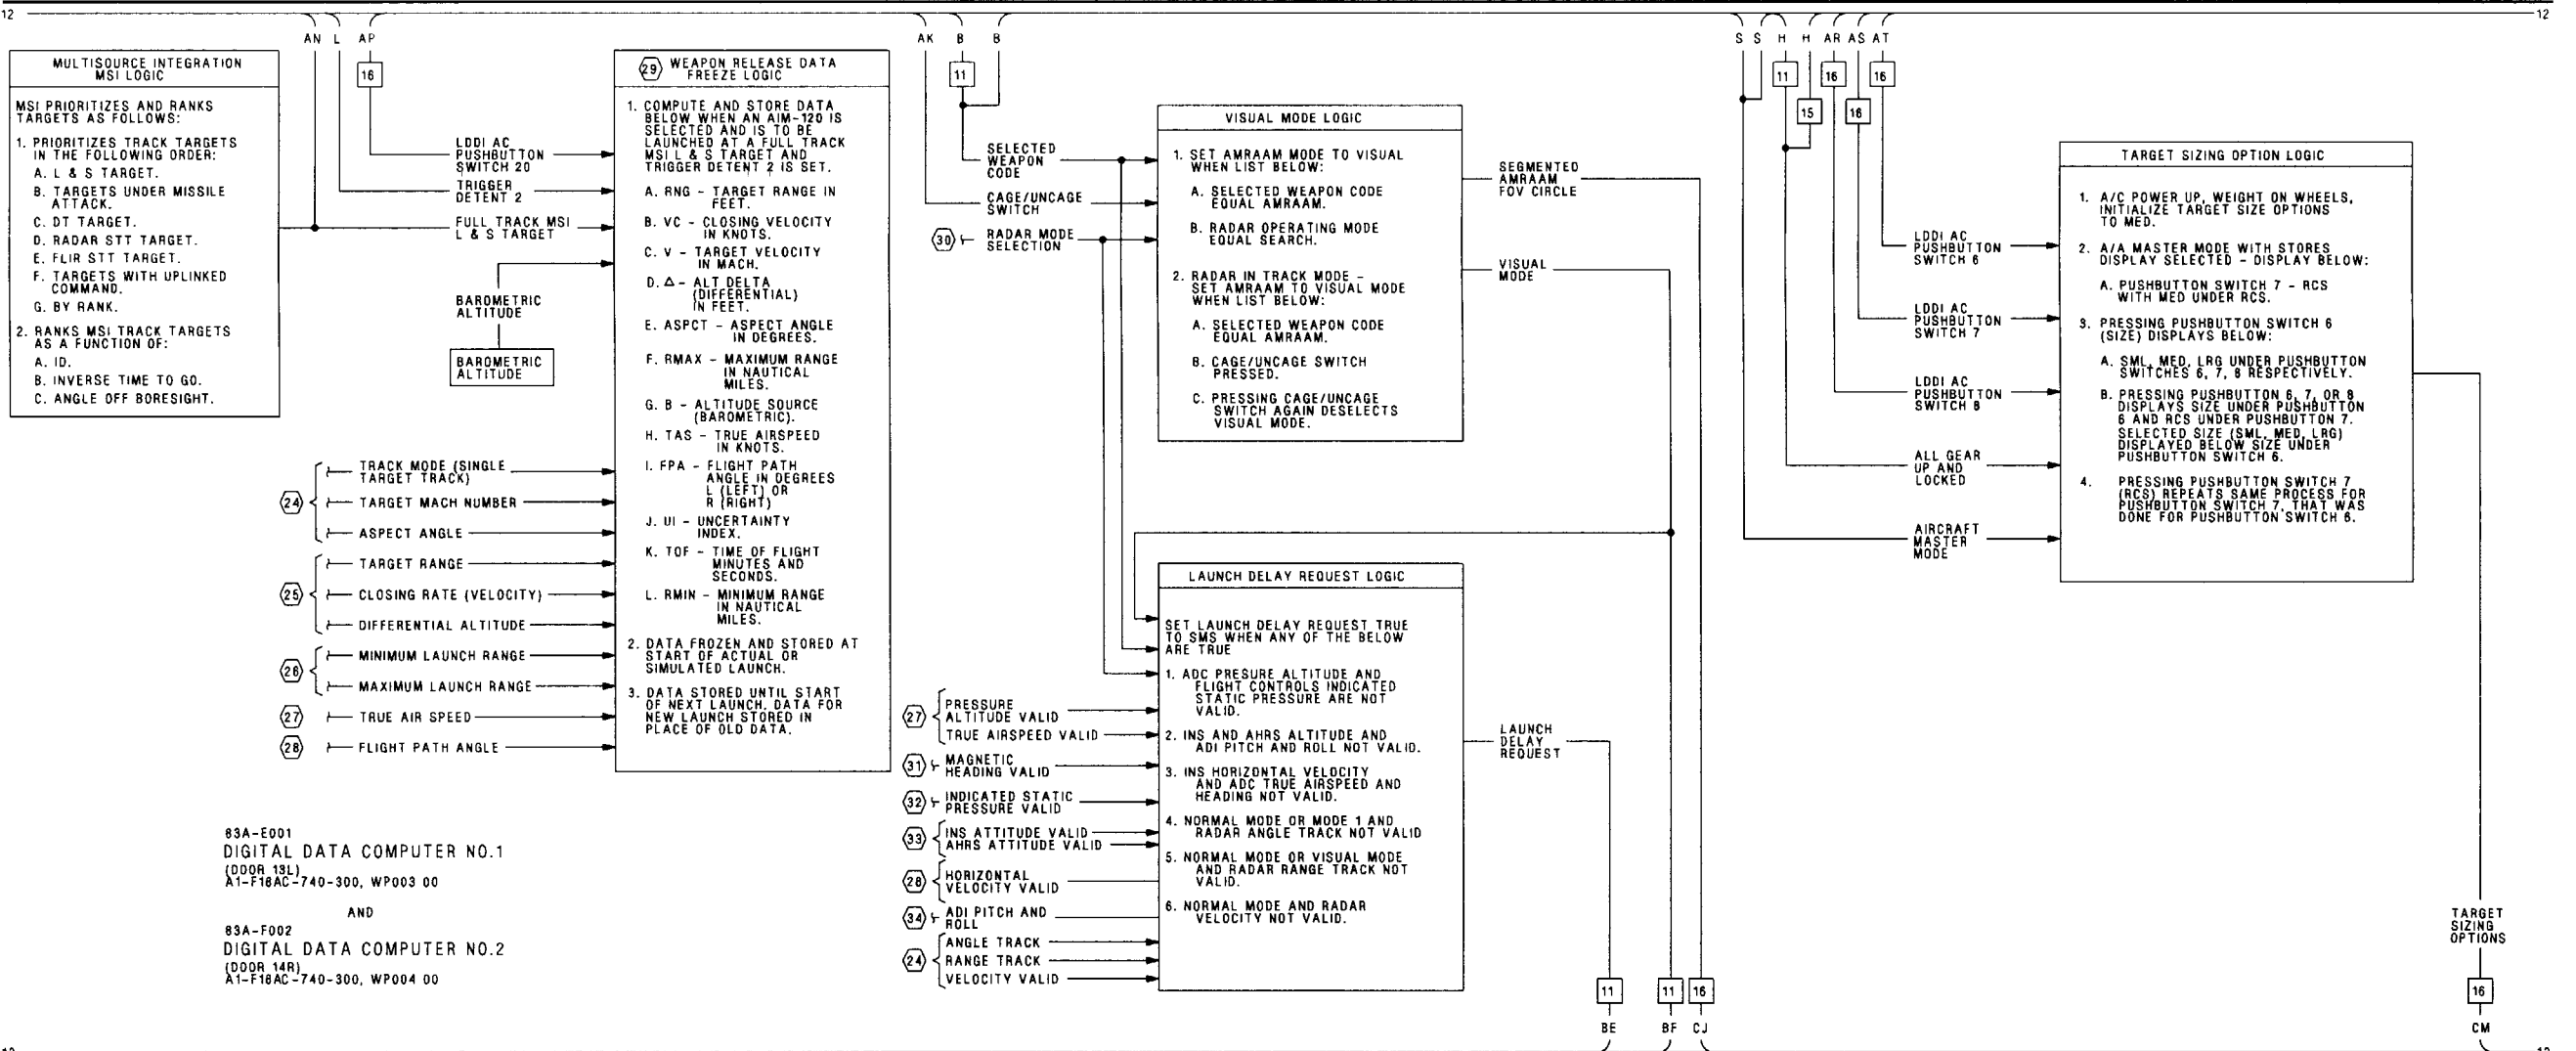 12
12
AN L AP
16
AK B B
11
S S H H AR AS AT
11
16
16
15
16
MULTISOURCE INTEGRATION
MSI LOGIC
MSI PRIORITIZES AND RANKS
TARGETS AS FOLLOWS:
1. PRIORITIZES TRACK TARGETS
IN THE FOLLOWING ORDER:
A. L & S TARGET.
B. TARGETS UNDER MISSILE
ATTACK.
C. DT TARGET.
D. RADAR STT TARGET.
E. FLIR STT TARGET.
F. TARGETS WITH UPLINKED
COMMAND.
G. BY RANK.
2. RANKS MSI TRACK TARGETS
AS A FUNCTION OF:
A. ID.
B. INVERSE TIME TO GO.
C. ANGLE OFF BORESIGHT.
LDDI AC
PUSHBUTTON
SWITCH 20
TRIGGER
DETENT 2
FULL TRACK MSI
L & S TARGET
BAROMETRIC
ALTITUDE
BAROMETRIC
ALTITUDE
24
TRACK MODE (SINGLE
TARGET TRACK)
TARGET MACH NUMBER
ASPECT ANGLE
25
TARGET RANGE
CLOSING RATE (VELOCITY)
DIFFERENTIAL ALTITUDE
26
MINIMUM LAUNCH RANGE
MAXIMUM LAUNCH RANGE
27
TRUE AIR SPEED
28
FLIGHT PATH ANGLE
29 WEAPON RELEASE DATA
FREEZE LOGIC
1. COMPUTE AND STORE DATA
BELOW WHEN AN AIM-120 IS
SELECTED AND IS TO BE
LAUNCHED AT A FULL TRACK
MSI L & S TARGET AND
TRIGGER DETENT 2 IS SET.
A. RNG - TARGET RANGE IN
FEET.
B. VC - CLOSING VELOCITY
IN KNOTS.
C. V - TARGET VELOCITY
IN MACH.
D. Δ - ALT DELTA
(DIFFERENTIAL)
IN FEET.
E. ASPCT - ASPECT ANGLE
IN DEGREES.
F. RMAX - MAXIMUM RANGE
IN NAUTICAL
MILES.
G. B - ALTITUDE SOURCE
(BAROMETRIC).
H. TAS - TRUE AIRSPEED
IN KNOTS.
I. FPA - FLIGHT PATH
ANGLE IN DEGREES
L (LEFT) OR
R (RIGHT)
J. UI - UNCERTAINTY
INDEX.
K. TOF - TIME OF FLIGHT
MINUTES AND
SECONDS.
L. RMIN - MINIMUM RANGE
IN NAUTICAL
MILES.
2. DATA FROZEN AND STORED AT
START OF ACTUAL OR
SIMULATED LAUNCH.
3. DATA STORED UNTIL START
OF NEXT LAUNCH. DATA FOR
NEW LAUNCH STORED IN
PLACE OF OLD DATA.
83A-E001
DIGITAL DATA COMPUTER NO.1
(DOOR 13L)
A1-F18AC-740-300, WP003 00
AND
83A-F002
DIGITAL DATA COMPUTER NO.2
(DOOR 14R)
A1-F18AC-740-300, WP004 00
SELECTED
WEAPON
CODE
CAGE/UNCAGE
SWITCH
30
RADAR MODE
SELECTION
VISUAL MODE LOGIC
1. SET AMRAAM MODE TO VISUAL
WHEN LIST BELOW:
A. SELECTED WEAPON CODE
EQUAL AMRAAM.
B. RADAR OPERATING MODE
EQUAL SEARCH.
2. RADAR IN TRACK MODE -
SET AMRAAM TO VISUAL MODE
WHEN LIST BELOW:
A. SELECTED WEAPON CODE
EQUAL AMRAAM.
B. CAGE/UNCAGE SWITCH
PRESSED.
C. PRESSING CAGE/UNCAGE
SWITCH AGAIN DESELECTS
VISUAL MODE.
SEGMENTED
AMRAAM
FOV CIRCLE
VISUAL
MODE
27
PRESSURE
ALTITUDE VALID
TRUE AIRSPEED VALID
31
MAGNETIC
HEADING VALID
32
INDICATED STATIC
PRESSURE VALID
33
INS ATTITUDE VALID
AHRS ATTITUDE VALID
28
HORIZONTAL
VELOCITY VALID
34
ADI PITCH AND
ROLL
24
ANGLE TRACK
RANGE TRACK
VELOCITY VALID
LAUNCH DELAY REQUEST LOGIC
SET LAUNCH DELAY REQUEST TRUE
TO SMS WHEN ANY OF THE BELOW
ARE TRUE
1. ADC PRESURE ALTITUDE AND
FLIGHT CONTROLS INDICATED
STATIC PRESSURE ARE NOT
VALID.
2. INS AND AHRS ALTITUDE AND
ADI PITCH AND ROLL NOT VALID.
3. INS HORIZONTAL VELOCITY
AND ADC TRUE AIRSPEED AND
HEADING NOT VALID.
4. NORMAL MODE OR MODE 1 AND
RADAR ANGLE TRACK NOT VALID
5. NORMAL MODE OR VISUAL MODE
AND RADAR RANGE TRACK NOT
VALID.
6. NORMAL MODE AND RADAR
VELOCITY NOT VALID.
LAUNCH
DELAY
REQUEST
LDDI AC
PUSHBUTTON
SWITCH 6
LDDI AC
PUSHBUTTON
SWITCH 7
LDDI AC
PUSHBUTTON
SWITCH 8
ALL GEAR
UP AND
LOCKED
AIRCRAFT
MASTER
MODE
TARGET SIZING OPTION LOGIC
1. A/C POWER UP, WEIGHT ON WHEELS,
INITIALIZE TARGET SIZE OPTIONS
TO MED.
2. A/A MASTER MODE WITH STORES
DISPLAY SELECTED - DISPLAY BELOW:
A. PUSHBUTTON SWITCH 7 - RCS
WITH MED UNDER RCS.
3. PRESSING PUSHBUTTON SWITCH 6
(SIZE) DISPLAYS BELOW:
A. SML, MED, LRG UNDER PUSHBUTTON
SWITCHES 6, 7, 8 RESPECTIVELY.
B. PRESSING PUSHBUTTON 6, 7, OR 8
DISPLAYS SIZE UNDER PUSHBUTTON
6 AND RCS UNDER PUSHBUTTON 7.
SELECTED SIZE (SML, MED, LRG)
DISPLAYED BELOW SIZE UNDER
PUSHBUTTON SWITCH 6.
4. PRESSING PUSHBUTTON SWITCH 7
(RCS) REPEATS SAME PROCESS FOR
PUSHBUTTON SWITCH 7, THAT WAS
DONE FOR PUSHBUTTON SWITCH 6.
TARGET
SIZING
OPTIONS
11
11
16
16
BE
BF
CJ
CM